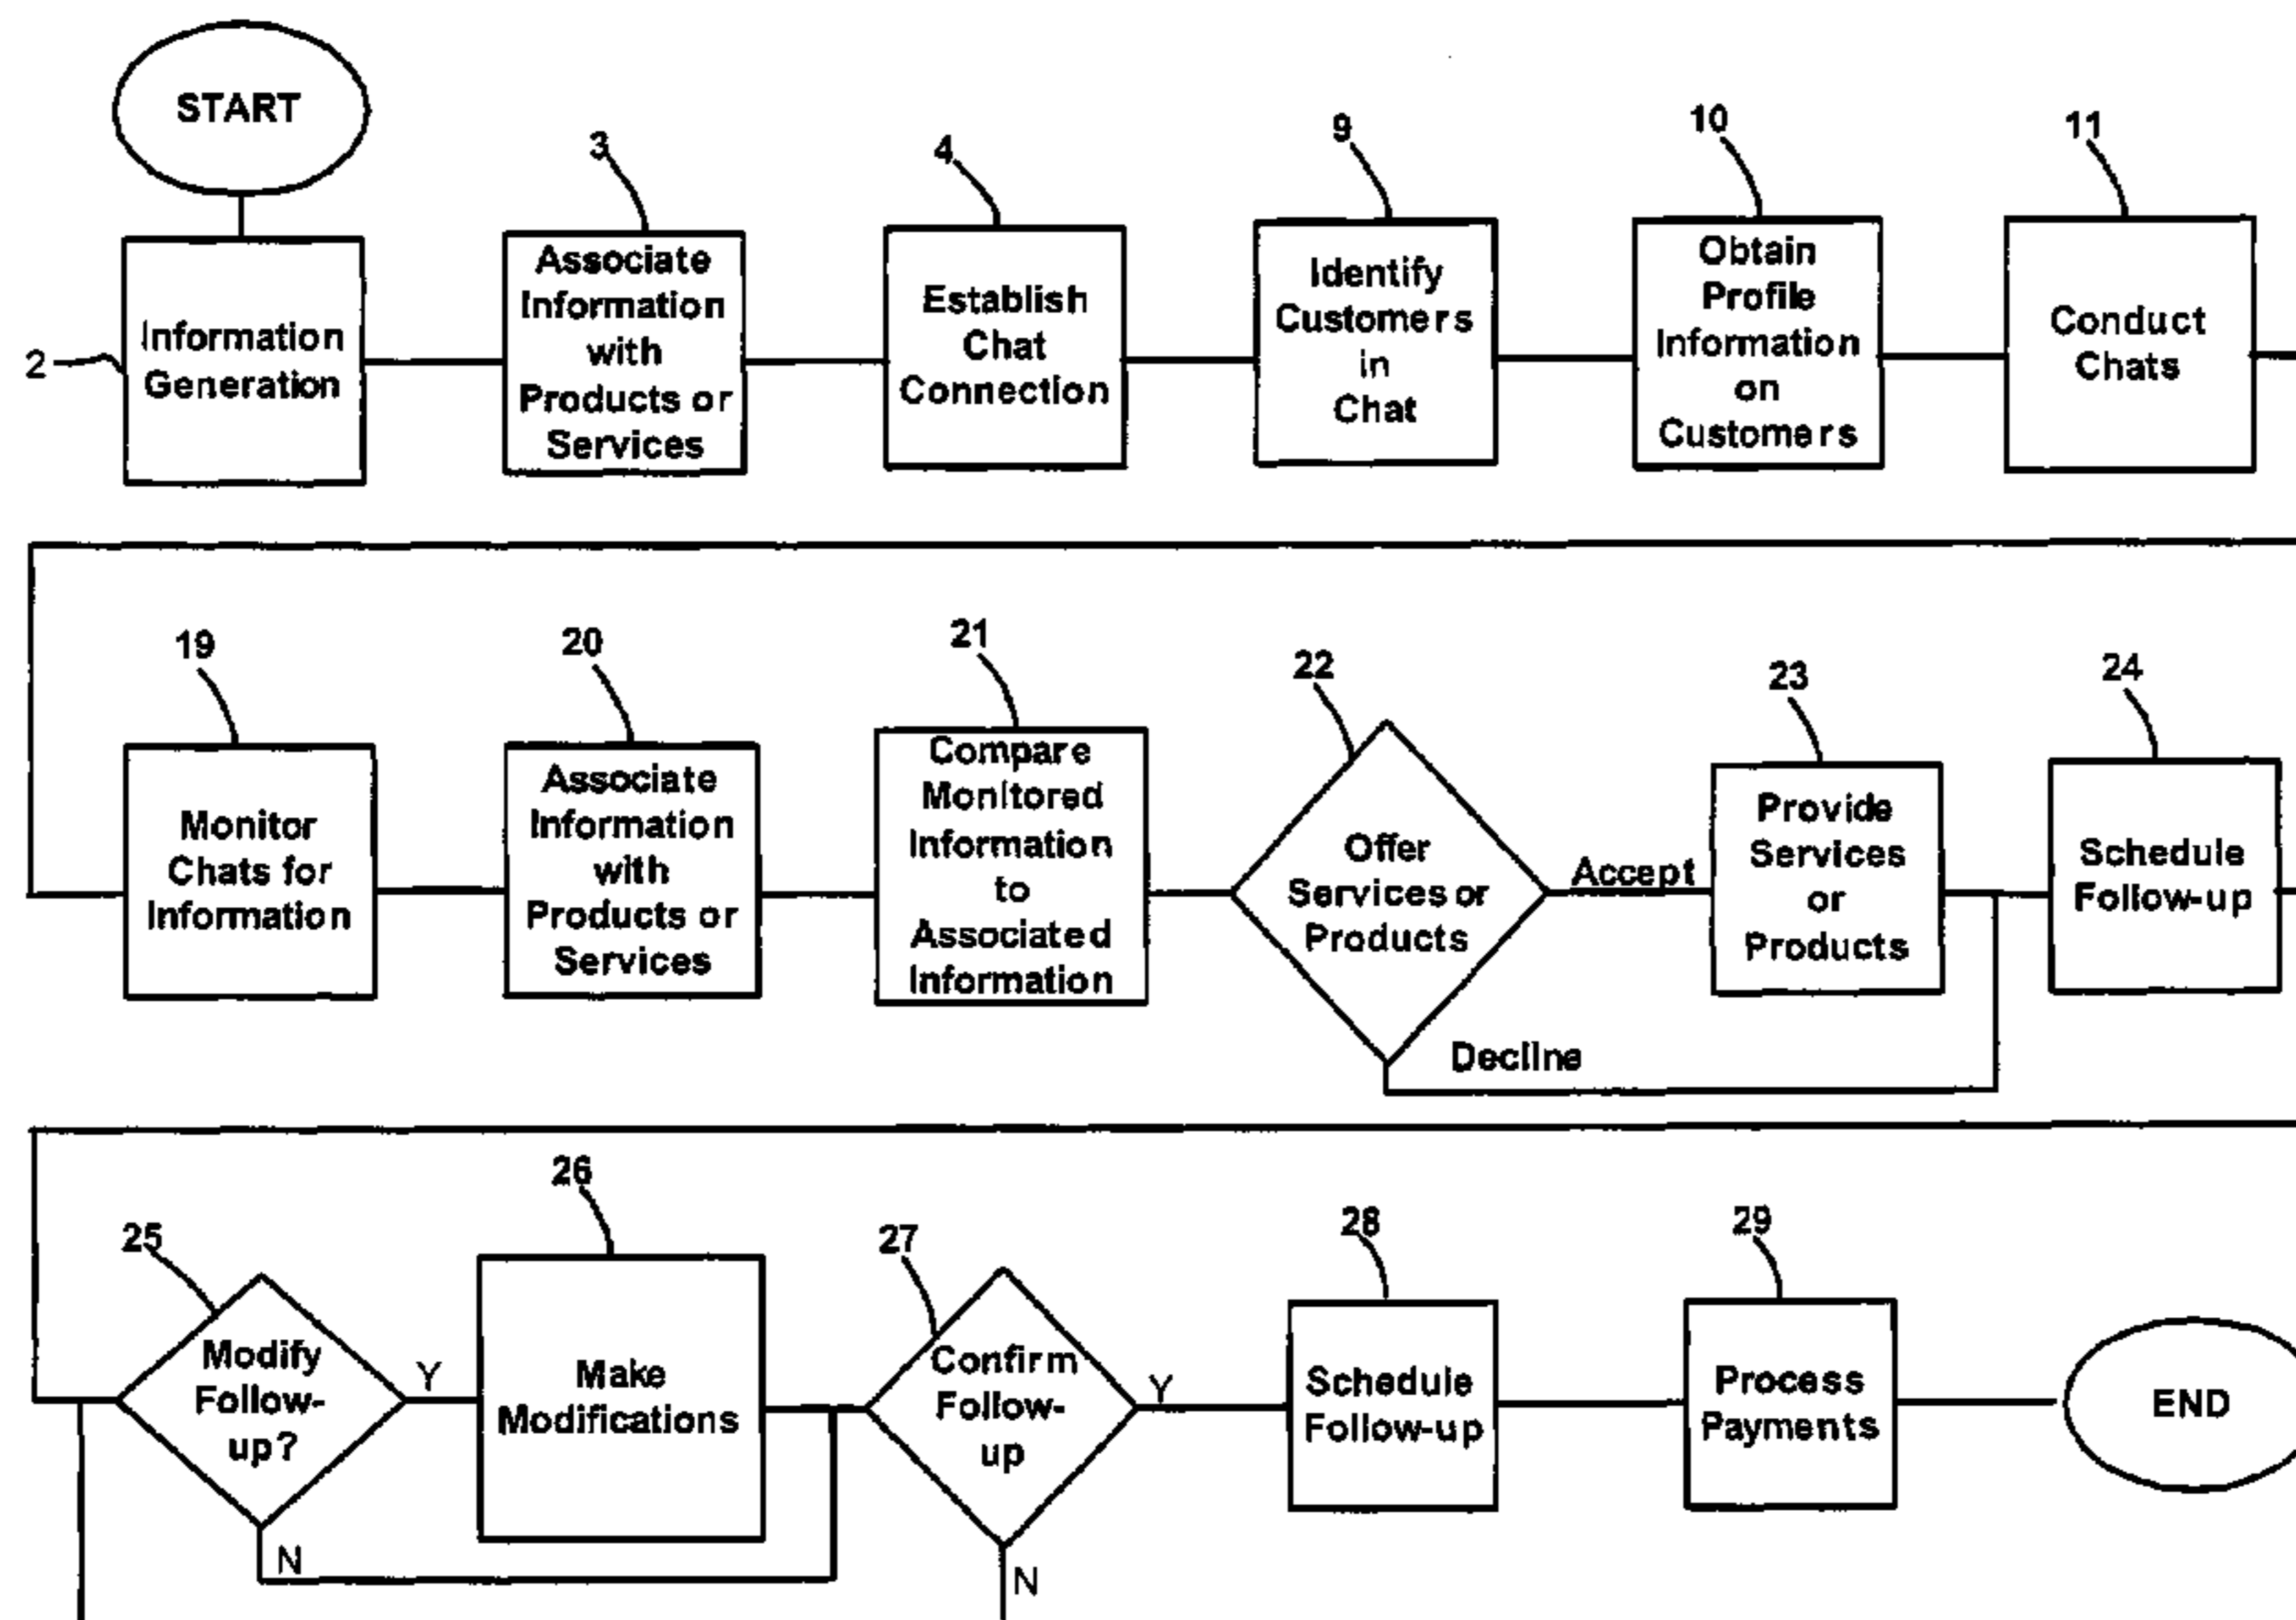 START
2
Information
Generation
3
Associate
Information
with
Products or
Services
4
Establish
Chat
Connection
9
Identify
Customers
in
Chat
10
Obtain
Profile
Information
on
Customers
11
Conduct
Chats
19
Monitor
Chats for
Information
20
Associate
Information
with
Products or
Services
21
Compare
Monitored
Information
to
Associated
Information
22
Offer
Services or
Products
Accept
Decline
23
Provide
Services
or
Products
24
Schedule
Follow-up
25
Modify
Follow-
up?
Y
N
26
Make
Modifications
27
Confirm
Follow-
up
Y
N
28
Schedule
Follow-up
29
Process
Payments
END